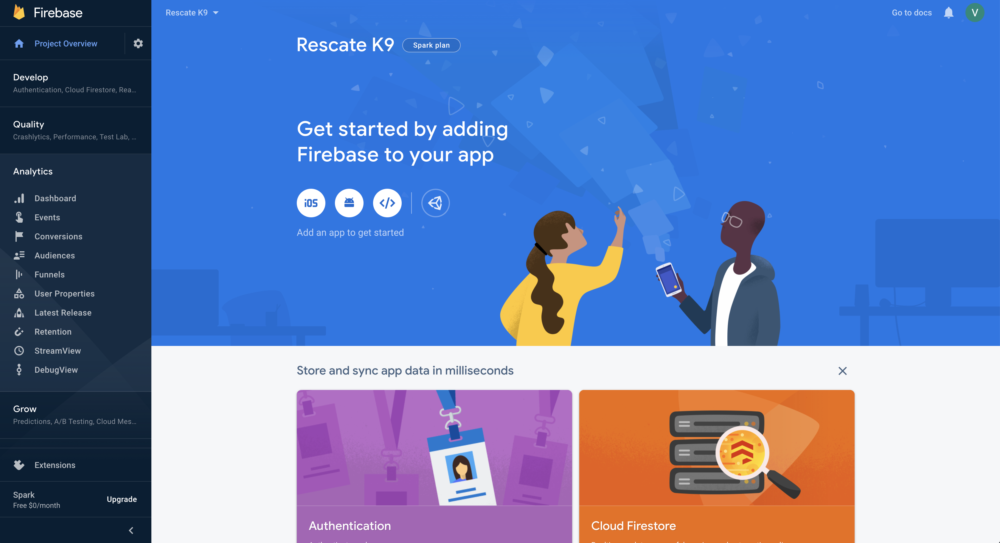 Firebase
Project Overview
Develop
Authentication, Cloud Firestore, Rea...
Quality
Crashlytics, Performance, Test Lab, ...
Analytics
Dashboard
Events
Conversions
Audiences
Funnels
User Properties
Latest Release
Retention
StreamView
DebugView
Grow
Predictions, A/B Testing, Cloud Mes...
Extensions
Spark
Free $0/month
Upgrade
Rescate K9
Go to docs
V
Rescate K9
Spark plan
Get started by adding
Firebase to your app
iOS
</>
Add an app to get started
Store and sync app data in milliseconds
Authentication
Cloud Firestore